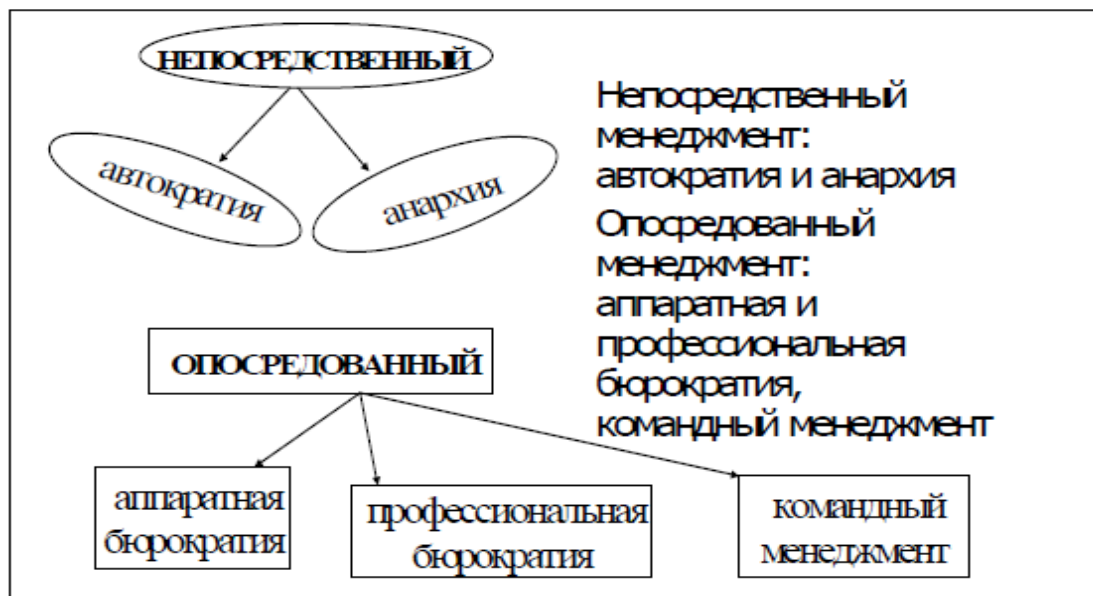 НЕПОСРЕДСТВЕННЫЙ
автократия
анархия
Непосредственный
менеджмент:
автократия и анархия
Опосредованный
менеджмент:
аппаратная и
профессиональная
бюрократия,
командный менеджмент
ОПОСРЕДОВАННЫЙ
аппаратная
бюрократия
профессиональная
бюрократия
командный
менеджмент